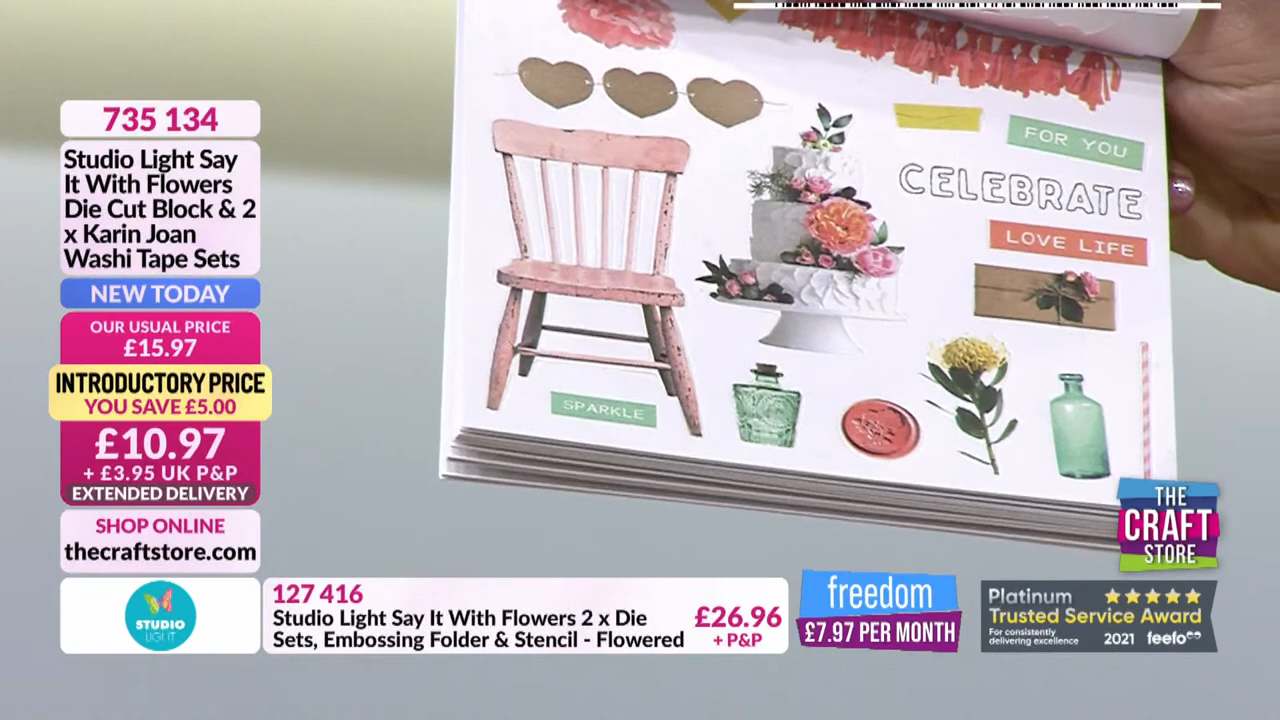 735 134
Studio Light Say
It With Flowers
Die Cut Block & 2
x Karin Joan
Washi Tape Sets
NEW TODAY
OUR USUAL PRICE
£15.97
INTRODUCTORY PRICE
YOU SAVE £5.00
£10.97
+ £3.95 UK P&P
EXTENDED DELIVERY
SHOP ONLINE
thecraftstore.com
FOR YOU
CELEBRATE
LOVE LIFE
SPARKLE
THE
CRAFT
STORE
STUDIO
LIGHT
127 416
Studio Light Say It With Flowers 2 x Die
Sets, Embossing Folder & Stencil - Flowered
£26.96
+ P&P
freedom
£7.97 PER MONTH
Platinum
Trusted Service Award
For consistently
delivering excellence
2021 feefo